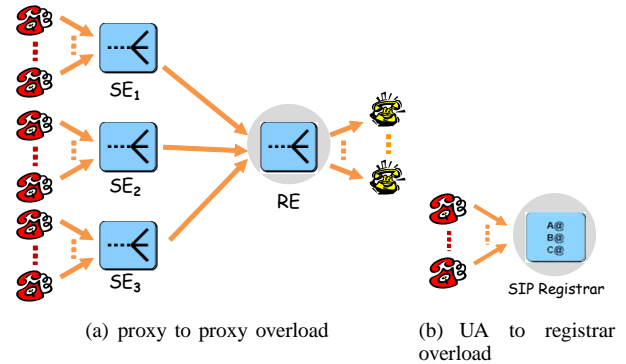 SE1
SE2
SE3
RE
A@
B@
C@
SIP Registrar
(a) proxy to proxy overload
(b) UA to registrar
overload